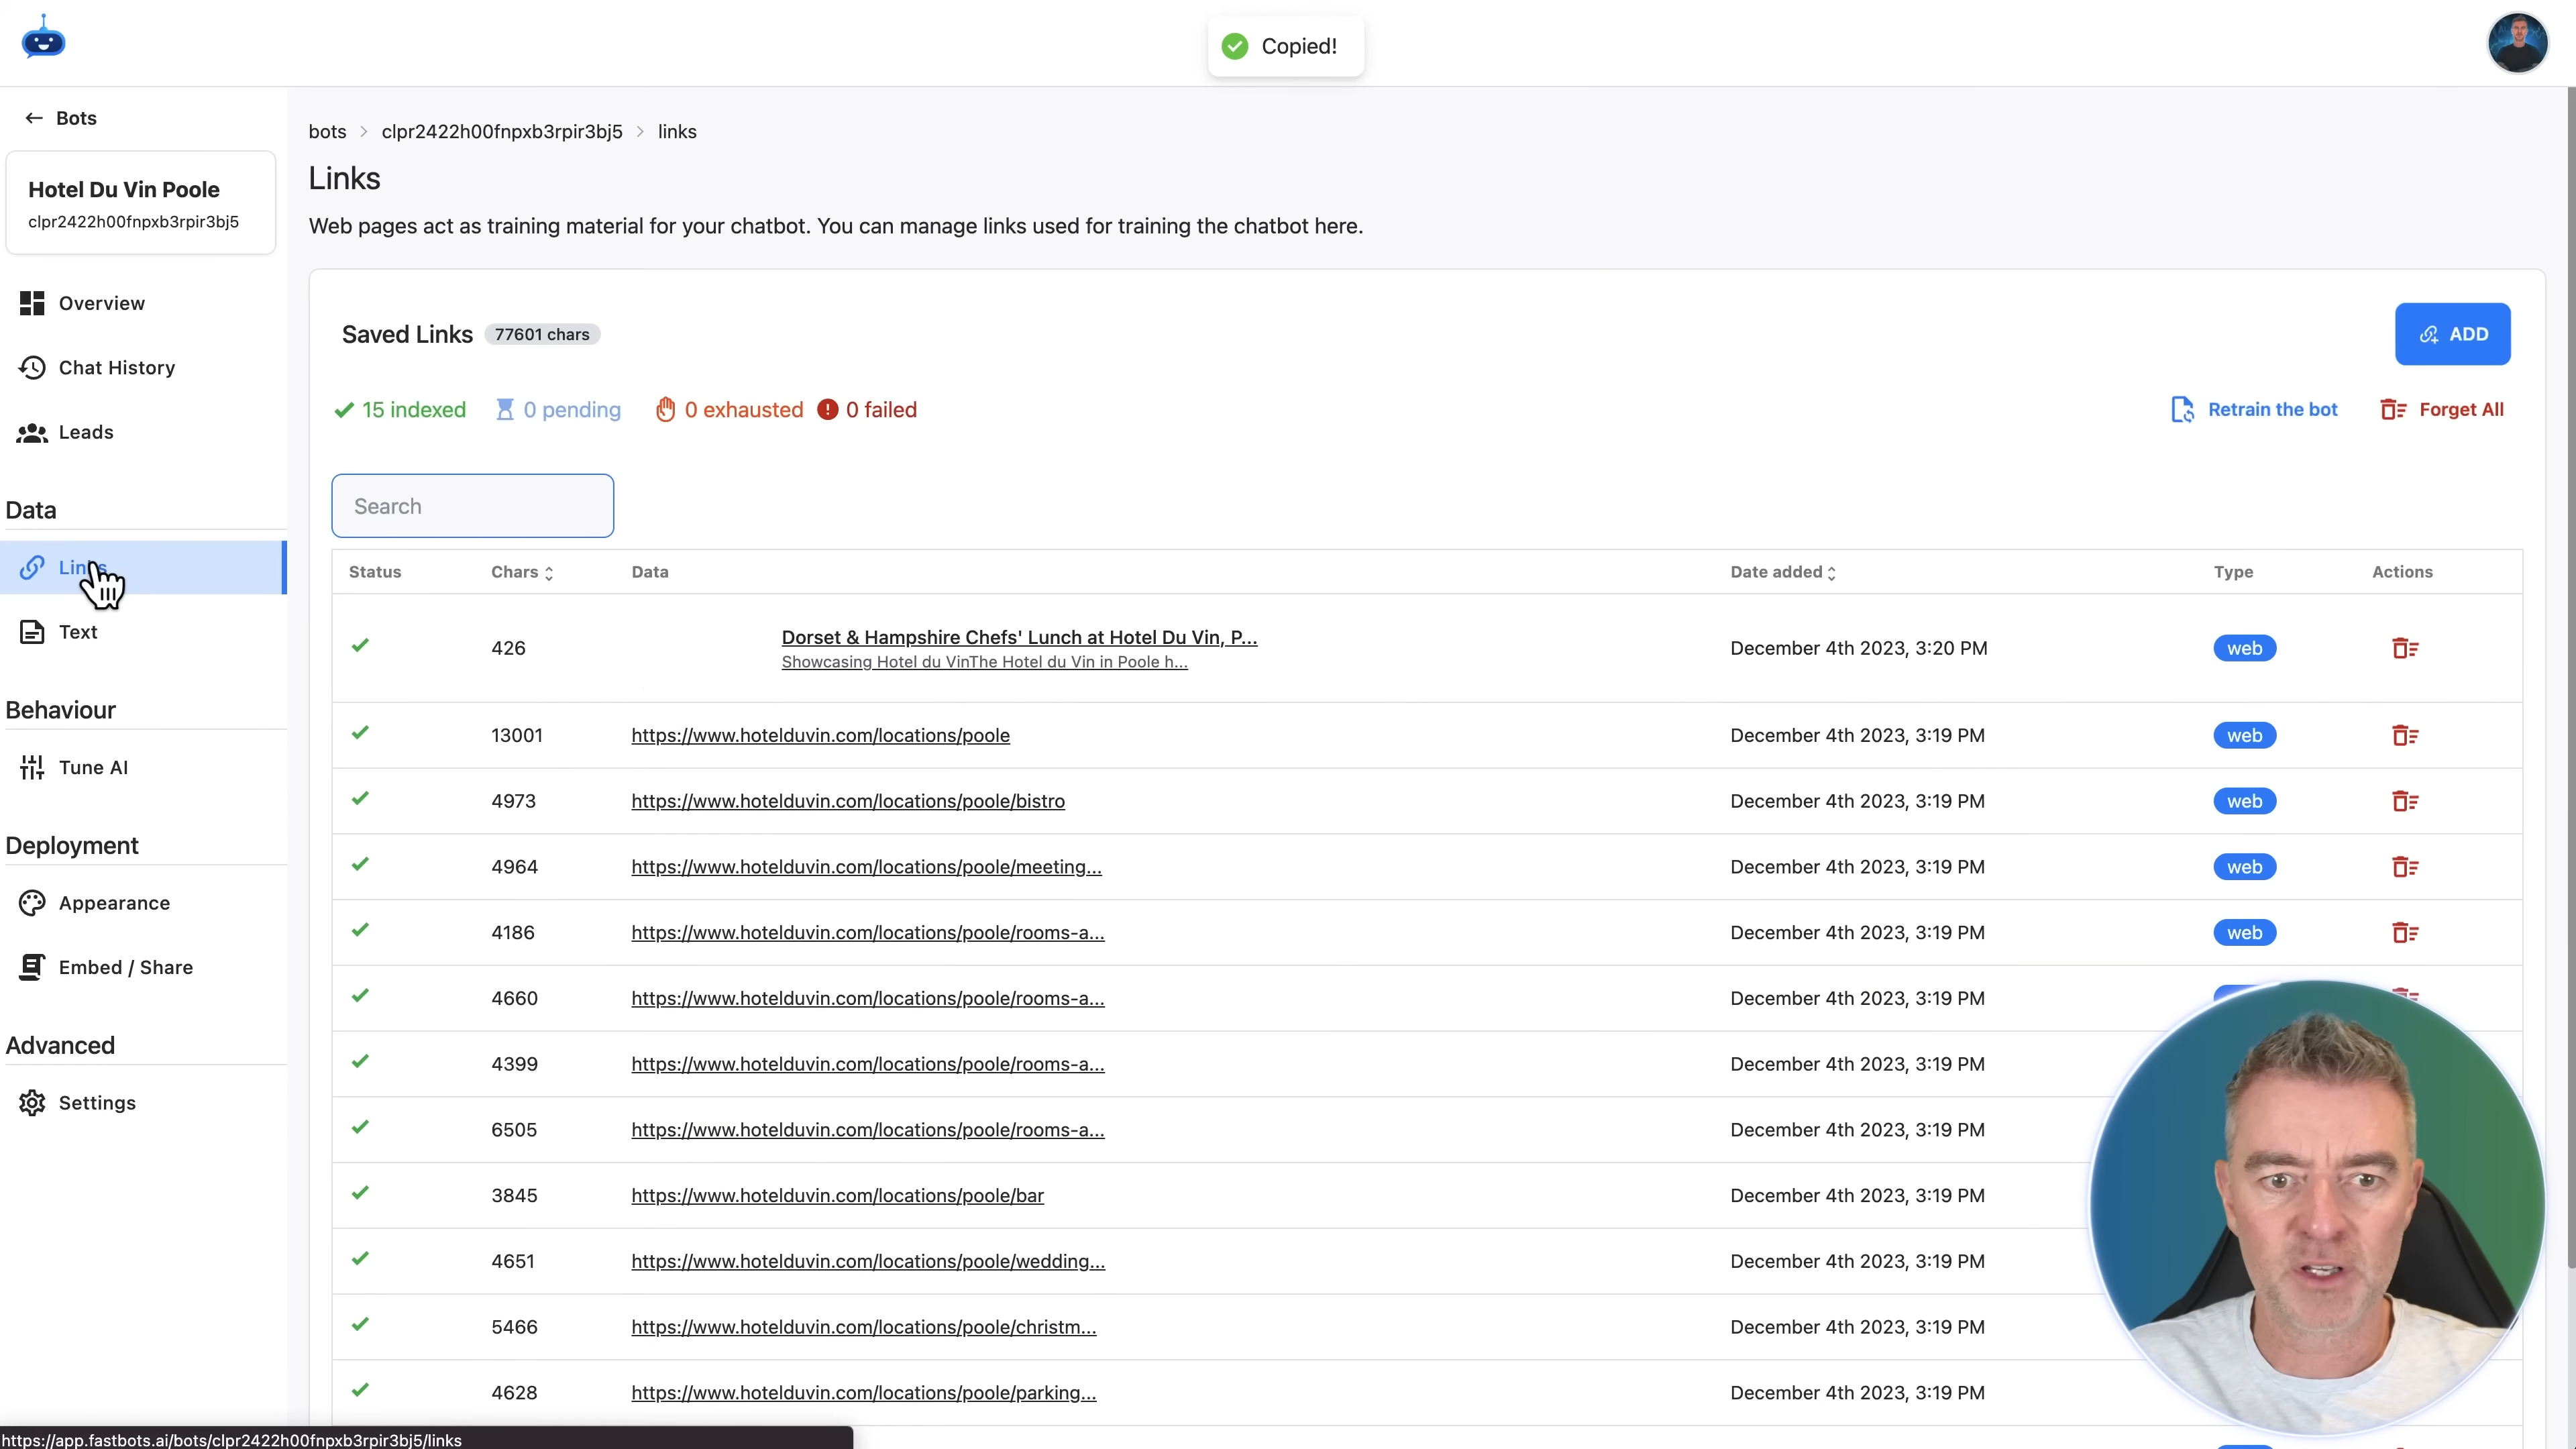 Copied!
Bots
Hotel Du Vin Poole
clpr2422h00fnpxb3rpir3bj5
Overview
Chat History
Leads
Data
Links
Text
Behaviour
Tune AI
Deployment
Appearance
Embed / Share
Advanced
Settings
bots > clpr2422h00fnpxb3rpir3bj5 > links
Links
Web pages act as training material for your chatbot. You can manage links used for training the chatbot here.
Saved Links 77601 chars
ADD
15 indexed 0 pending 0 exhausted 0 failed
Retrain the bot Forget All
Search
Status Chars Data Date added Type Actions
426 Dorset & Hampshire Chefs' Lunch at Hotel Du Vin, P... December 4th 2023, 3:20 PM web
Showcasing Hotel du VinThe Hotel du Vin in Poole h...
13001 https://www.hotelduvin.com/locations/poole December 4th 2023, 3:19 PM web
4973 https://www.hotelduvin.com/locations/poole/bistro December 4th 2023, 3:19 PM web
4964 https://www.hotelduvin.com/locations/poole/meeting... December 4th 2023, 3:19 PM web
4186 https://www.hotelduvin.com/locations/poole/rooms-a... December 4th 2023, 3:19 PM web
4660 https://www.hotelduvin.com/locations/poole/rooms-a... December 4th 2023, 3:19 PM
4399 https://www.hotelduvin.com/locations/poole/rooms-a... December 4th 2023, 3:19 PM
6505 https://www.hotelduvin.com/locations/poole/rooms-a... December 4th 2023, 3:19 PM
3845 https://www.hotelduvin.com/locations/poole/bar December 4th 2023, 3:19 PM
4651 https://www.hotelduvin.com/locations/poole/wedding... December 4th 2023, 3:19 PM
5466 https://www.hotelduvin.com/locations/poole/christm... December 4th 2023, 3:19 PM
4628 https://www.hotelduvin.com/locations/poole/parking... December 4th 2023, 3:19 PM
https://app.fastbots.ai/bots/clpr2422h00fnpxb3rpir3bj5/links